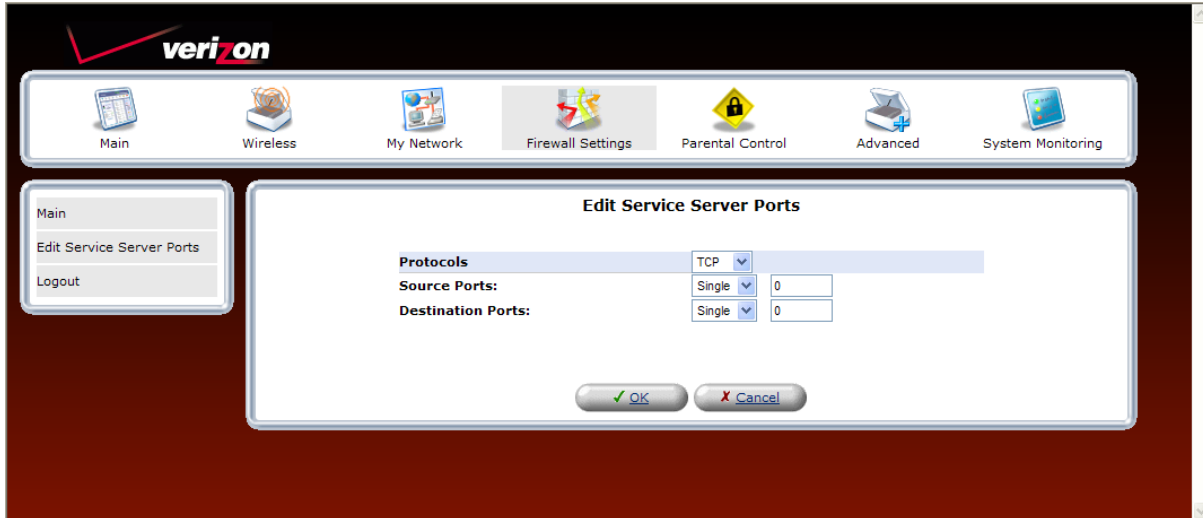 verizon
Main Wireless My Network Firewall Settings Parental Control Advanced System Monitoring
Main
Edit Service Server Ports
Logout
Edit Service Server Ports
Protocols TCP
Source Ports: Single 0
Destination Ports: Single 0
✓ OK ✗ Cancel